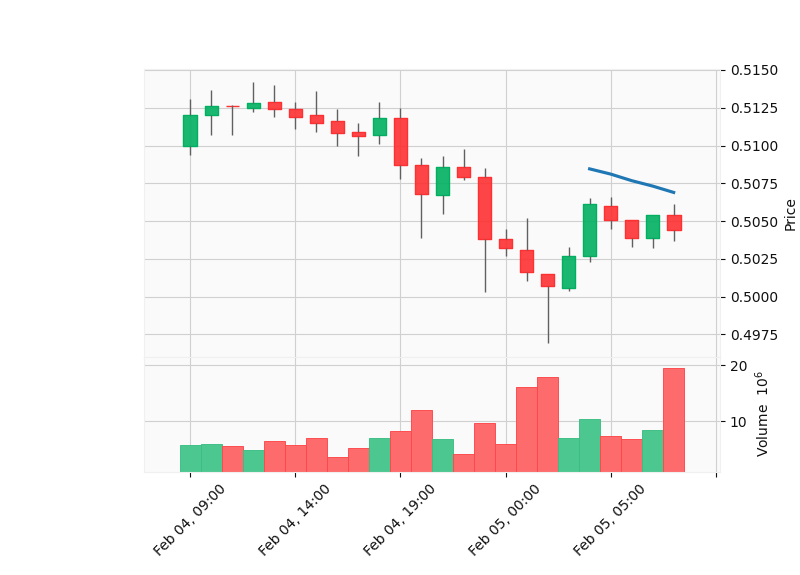 0.5150
0.5125
0.5100
0.5075
0.5050
0.5025
0.5000
0.4975
Price
20
10
Volume 10⁶
Feb 04, 09:00
Feb 04, 14:00
Feb 04, 19:00
Feb 05, 00:00
Feb 05, 05:00